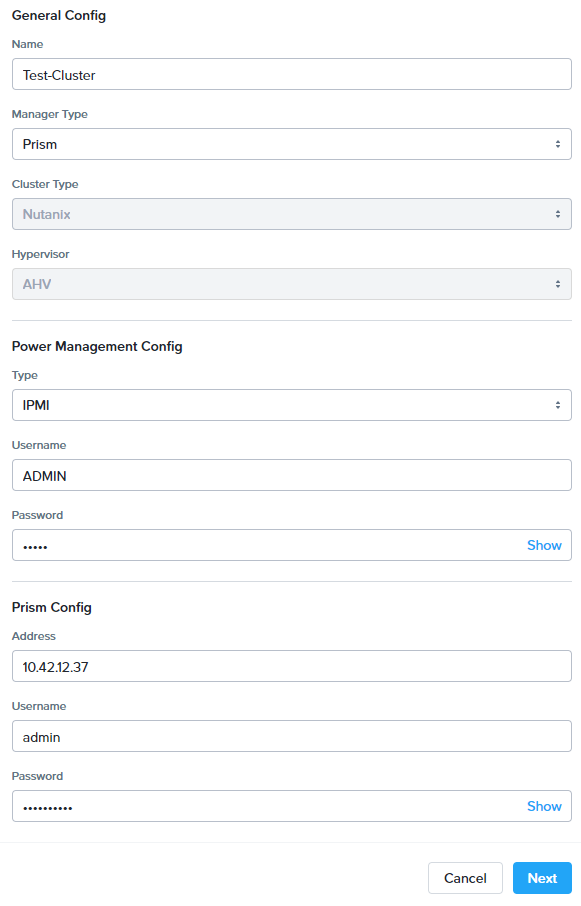 General Config
Name
Test-Cluster
Manager Type
Prism
Cluster Type
Nutanix
Hypervisor
AHV
Power Management Config
Type
IPMI
Username
ADMIN
Password
••••• Show
Prism Config
Address
10.42.12.37
Username
admin
Password
•••••••••• Show
Cancel Next